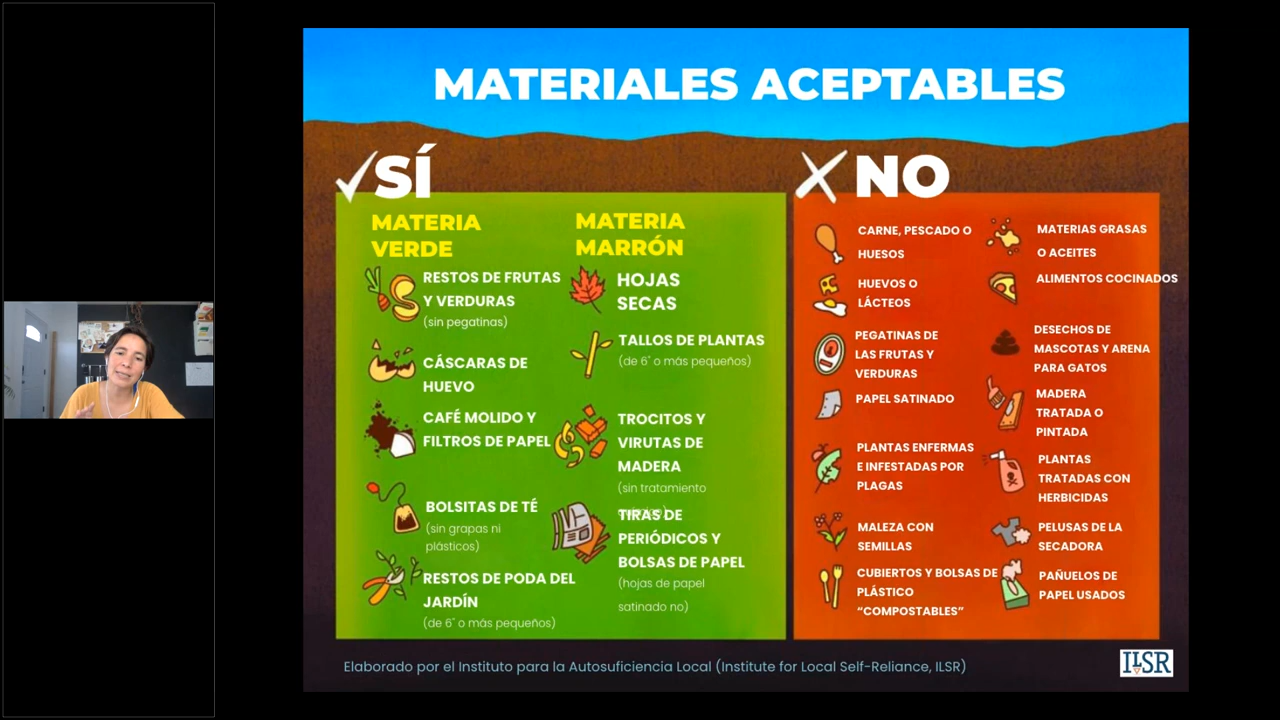 MATERIALES ACEPTABLES
SÍ
MATERIA
VERDE
RESTOS DE FRUTAS
Y VERDURAS
(sin pegatinas)
CÁSCARAS DE
HUEVO
CAFÉ MOLIDO Y
FILTROS DE PAPEL
BOLSITAS DE TÉ
(sin grapas ni
plásticos)
RESTOS DE PODA DEL
JARDÍN
(de 6" o más pequeños)
MATERIA
MARRÓN
HOJAS
SECAS
TALLOS DE PLANTAS
(de 6" o más pequeños)
TROCITOS Y
VIRUTAS DE
MADERA
(sin tratamiento
TIRAS DE
PERIÓDICOS Y
BOLSAS DE PAPEL
(hojas de papel
satinado no)
NO
CARNE, PESCADO O
HUESOS
HUEVOS O
LÁCTEOS
PEGATINAS DE
LAS FRUTAS Y
VERDURAS
PAPEL SATINADO
PLANTAS ENFERMAS
E INFESTADAS POR
PLAGAS
MALEZA CON
SEMILLAS
CUBIERTOS Y BOLSAS DE
PLÁSTICO
“COMPOSTABLES”
MATERIAS GRASAS
O ACEITES
ALIMENTOS COCINADOS
DESECHOS DE
MASCOTAS Y ARENA
PARA GATOS
MADERA
TRATADA O
PINTADA
PLANTAS
TRATADAS CON
HERBICIDAS
PELUSAS DE LA
SECADORA
PAÑUELOS DE
PAPEL USADOS
Elaborado por el Instituto para la Autosuficiencia Local (Institute for Local Self-Reliance, ILSR)
ILSR